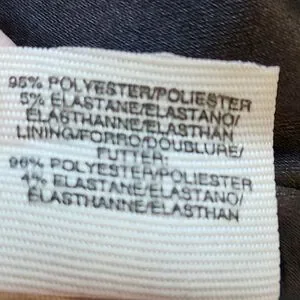 95% POLYESTER/POLIESTER
5% ELASTANE/ELASTANO/
ELASTHANNE/ELASTHAN
LINING/FORRO/DOUBLURE/
FUTTER:
96% POLYESTER/POLIESTER
4% ELASTANE/ELASTANO/
ELASTHANNE/ELASTHAN